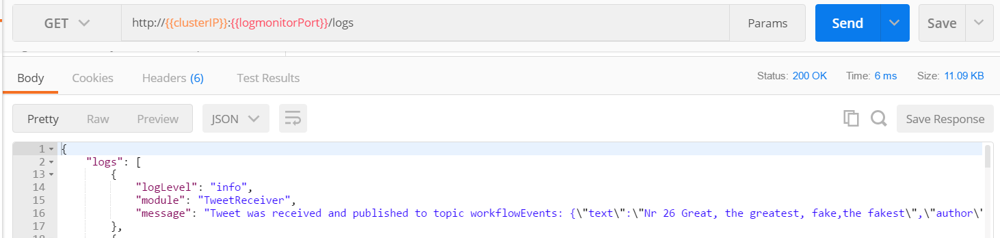 GET http://{{clusterIP}}:{{logmonitorPort}}/logs Params Send Save
Body Cookies Headers (6) Test Results Status: 200 OK Time: 6 ms Size: 11.09 KB
Pretty Raw Preview JSON Save Response
1 {
2 "logs": [
13 {
14 "logLevel": "info",
15 "module": "TweetReceiver",
16 "message": "Tweet was received and published to topic workflowEvents: {\"text\":\"Nr 26 Great, the greatest, fake,the fakest\",\"author\"
17 },